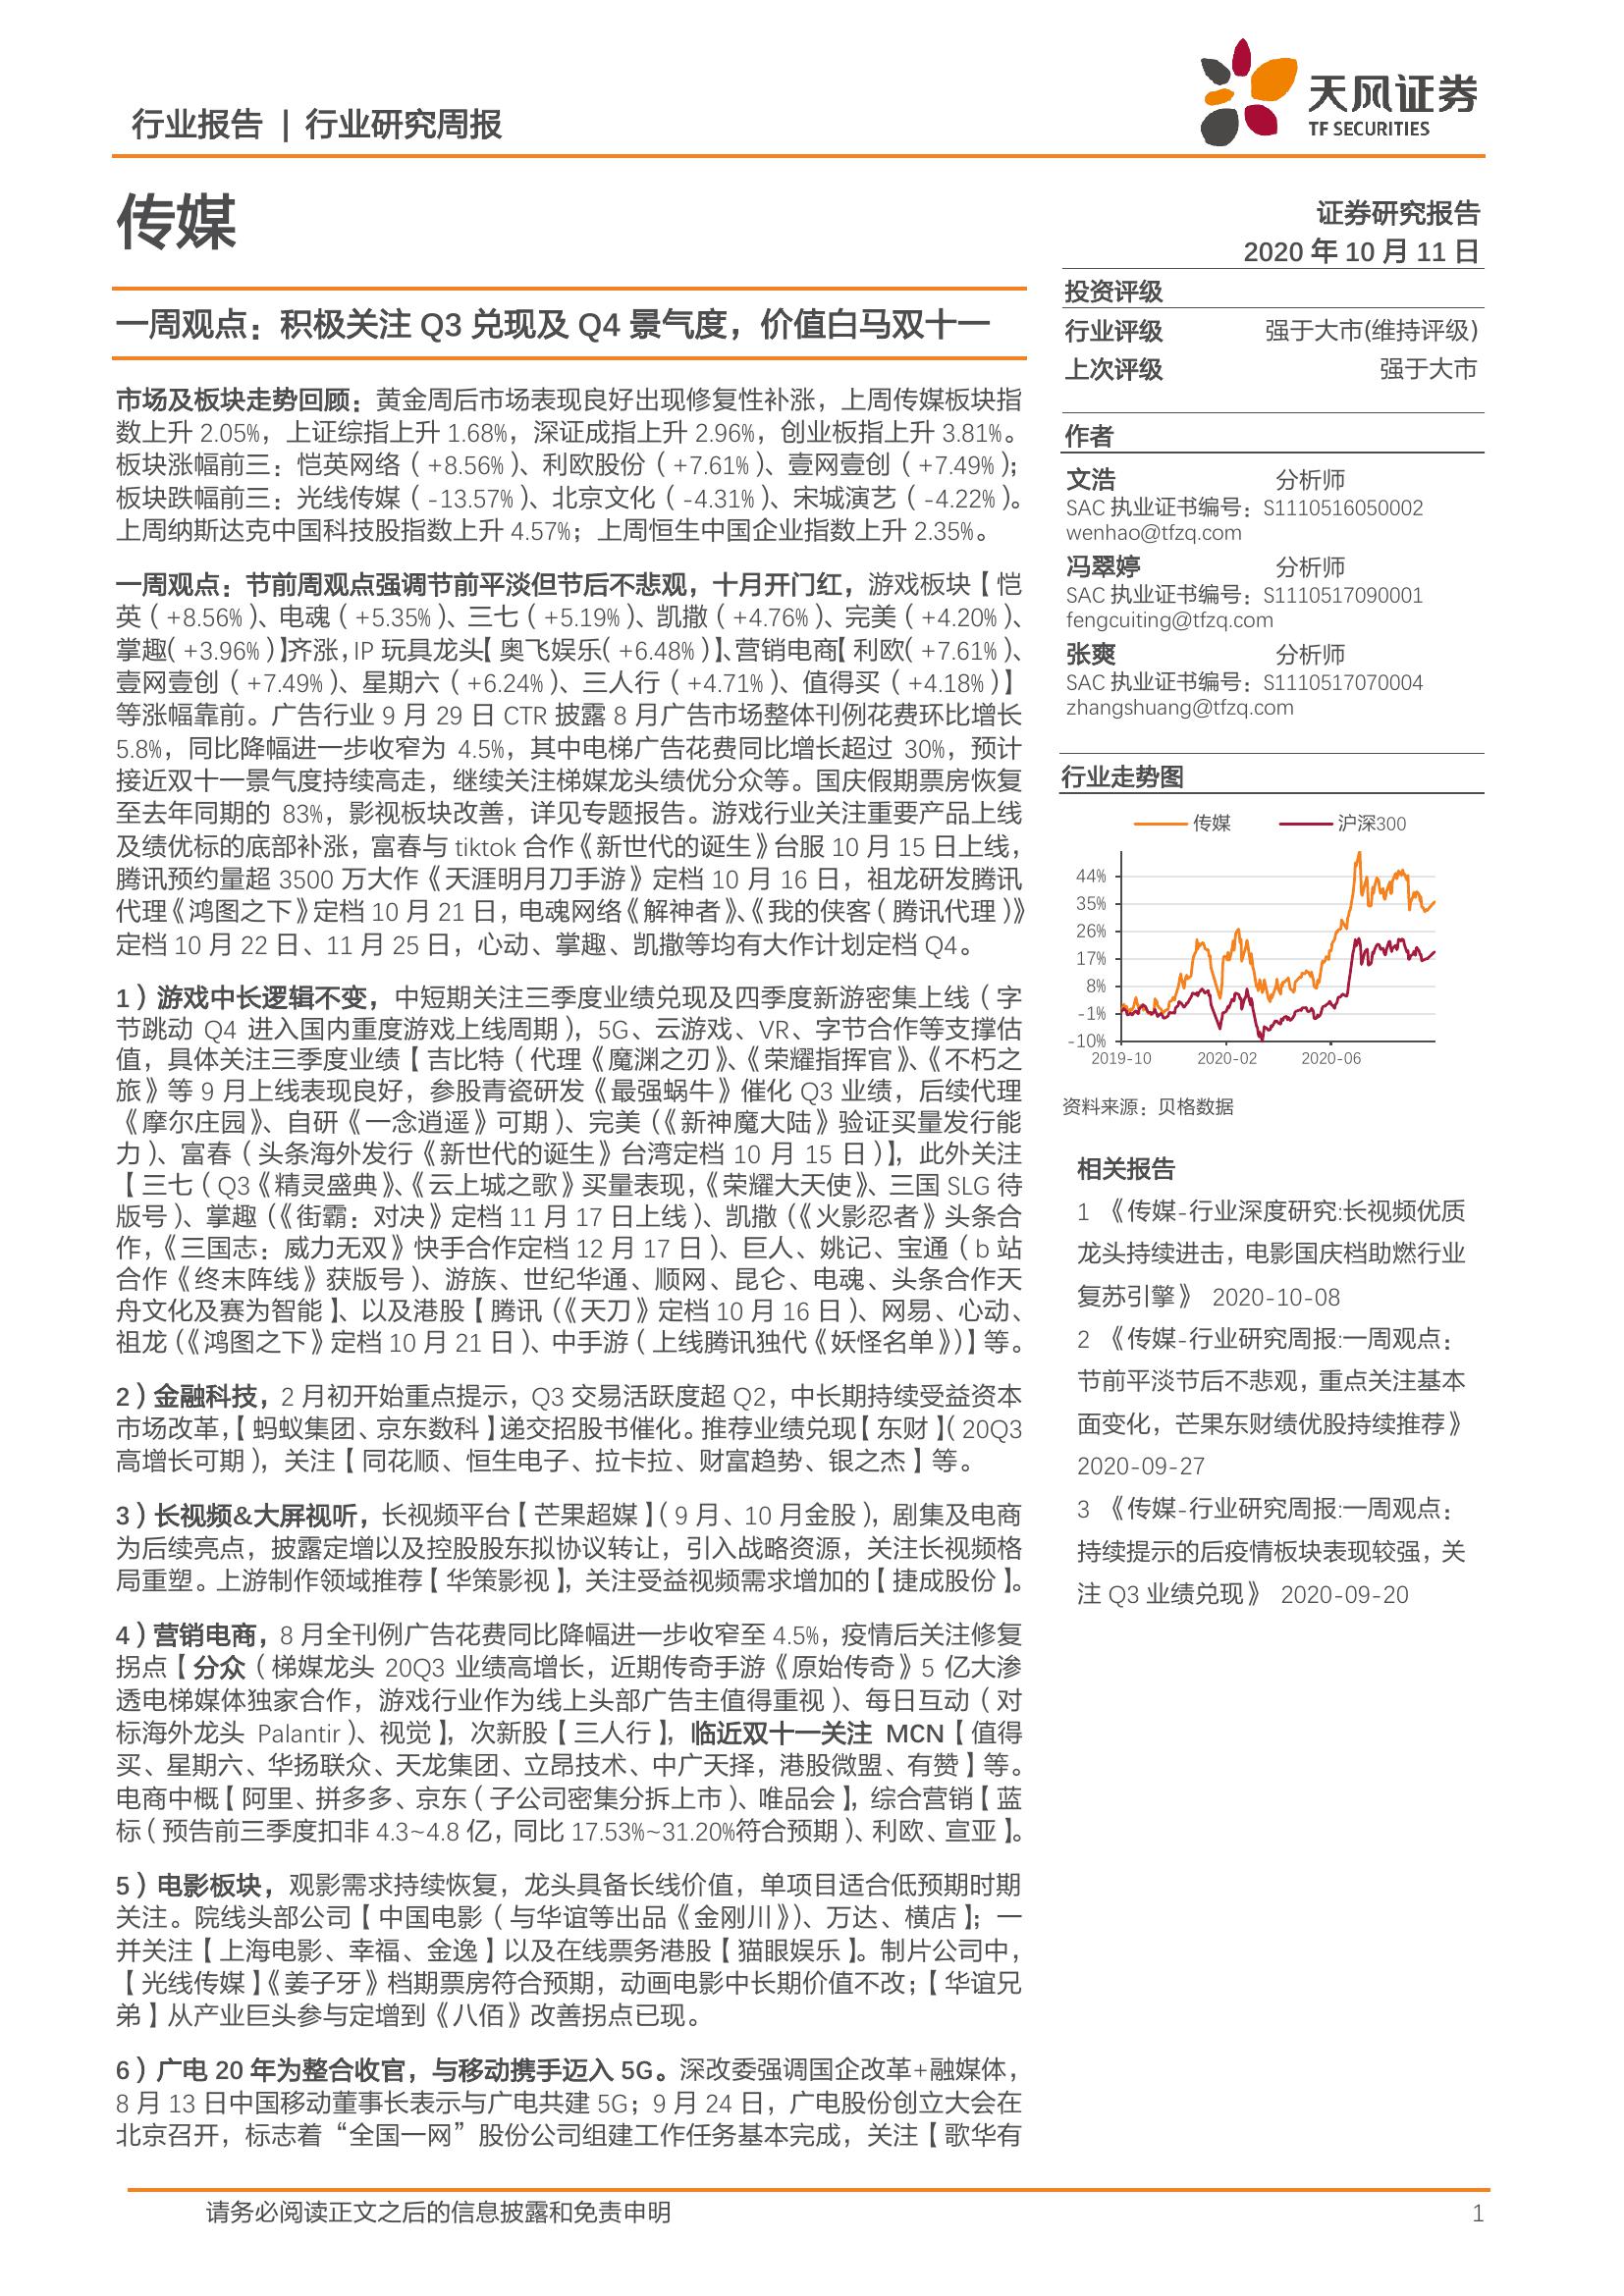 行业报告 | 行业研究周报
天风证券
TF SECURITIES
传媒
证券研究报告
2020 年 10 月 11 日
一周观点：积极关注 Q3 兑现及 Q4 景气度，价值白马双十一
市场及板块走势回顾：黄金周后市场表现良好出现修复性补涨，上周传媒板块指
数上升 2.05%，上证综指上升 1.68%，深证成指上升 2.96%，创业板指上升 3.81%。
板块涨幅前三：恺英网络（+8.56%）、利欧股份（+7.61%）、壹网壹创（+7.49%）；
板块跌幅前三：光线传媒（-13.57%）、北京文化（-4.31%）、宋城演艺（-4.22%）。
上周纳斯达克中国科技股指数上升 4.57%；上周恒生中国企业指数上升 2.35%。
一周观点：节前周观点强调节前平淡但节后不悲观，十月开门红，游戏板块【恺
英（+8.56%）、电魂（+5.35%）、三七（+5.19%）、凯撒（+4.76%）、完美（+4.20%）、
掌趣（+3.96%）】齐涨，IP 玩具龙头【奥飞娱乐（+6.48%）】、营销电商【利欧（+7.61%）、
壹网壹创（+7.49%）、星期六（+6.24%）、三人行（+4.71%）、值得买（+4.18%）】
等涨幅靠前。广告行业 9 月 29 日 CTR 披露 8 月广告市场整体刊例花费环比增长
5.8%，同比降幅进一步收窄为 4.5%，其中电梯广告花费同比增长超过 30%，预计
接近双十一景气度持续高走，继续关注梯媒龙头绩优分众等。国庆假期票房恢复
至去年同期的 83%，影视板块改善，详见专题报告。游戏行业关注重要产品上线
及绩优标的底部补涨，富春与 tiktok 合作《新世代的诞生》台服 10 月 15 日上线，
腾讯预约量超 3500 万大作《天涯明月刀手游》定档 10 月 16 日，祖龙研发腾讯
代理《鸿图之下》定档 10 月 21 日，电魂网络《解神者》、《我的侠客（腾讯代理）》
定档 10 月 22 日、11 月 25 日，心动、掌趣、凯撒等均有大作计划定档 Q4。
1）游戏中长逻辑不变，中短期关注三季度业绩兑现及四季度新游密集上线（字
节跳动 Q4 进入国内重度游戏上线周期），5G、云游戏、VR、字节合作等支撑估
值，具体关注三季度业绩【吉比特（代理《魔渊之刃》、《荣耀指挥官》、《不朽之
旅》等 9 月上线表现良好，参股青瓷研发《最强蜗牛》催化 Q3 业绩，后续代理
《摩尔庄园》、自研《一念逍遥》可期）、完美（《新神魔大陆》验证买量发行能
力）、富春（头条海外发行《新世代的诞生》台湾定档 10 月 15 日）】，此外关注
【三七（Q3《精灵盛典》、《云上城之歌》买量表现，《荣耀大天使》、三国 SLG 待
版号）、掌趣（《街霸：对决》定档 11 月 17 日上线）、凯撒（《火影忍者》头条合
作，《三国志：威力无双》快手合作定档 12 月 17 日）、巨人、姚记、宝通（b 站
合作《终末阵线》获版号）、游族、世纪华通、顺网、昆仑、电魂、头条合作天
舟文化及赛为智能】、以及港股【腾讯（《天刀》定档 10 月 16 日）、网易、心动、
祖龙（《鸿图之下》定档 10 月 21 日）、中手游（上线腾讯独代《妖怪名单》）】等。
2）金融科技，2 月初开始重点提示，Q3 交易活跃度超 Q2，中长期持续受益资本
市场改革，【蚂蚁集团、京东数科】递交招股书催化。推荐业绩兑现【东财】（20Q3
高增长可期），关注【同花顺、恒生电子、拉卡拉、财富趋势、银之杰】等。
3）长视频&大屏视听，长视频平台【芒果超媒】（9 月、10 月金股），剧集及电商
为后续亮点，披露定增以及控股股东拟协议转让，引入战略资源，关注长视频格
局重塑。上游制作领域推荐【华策影视】，关注受益视频需求增加的【捷成股份】。
4）营销电商，8 月全刊例广告花费同比降幅进一步收窄至 4.5%，疫情后关注修复
拐点【分众（梯媒龙头 20Q3 业绩高增长，近期传奇手游《原始传奇》5 亿大渗
透电梯媒体独家合作，游戏行业作为线上头部广告主值得重视）、每日互动（对
标海外龙头 Palantir）、视觉】，次新股【三人行】，临近双十一关注 MCN【值得
买、星期六、华扬联众、天龙集团、立昂技术、中广天择，港股微盟、有赞】等。
电商中概【阿里、拼多多、京东（子公司密集分拆上市）、唯品会】，综合营销【蓝
标（预告前三季度扣非 4.3~4.8 亿，同比 17.53%~31.20%符合预期）、利欧、宣亚】。
5）电影板块，观影需求持续恢复，龙头具备长线价值，单项目适合低预期时期
关注。院线头部公司【中国电影（与华谊等出品《金刚川》）、万达、横店】；一
并关注【上海电影、幸福、金逸】以及在线票务港股【猫眼娱乐】。制片公司中，
【光线传媒】《姜子牙》档期票房符合预期，动画电影中长期价值不改；【华谊兄
弟】从产业巨头参与定增到《八佰》改善拐点已现。
6）广电 20 年为整合收官，与移动携手迈入 5G。深改委强调国企改革+融媒体，
8 月 13 日中国移动董事长表示与广电共建 5G；9 月 24 日，广电股份创立大会在
北京召开，标志着“全国一网”股份公司组建工作任务基本完成，关注【歌华有
投资评级
行业评级 强于大市(维持评级)
上次评级 强于大市
作者
文浩 分析师
SAC 执业证书编号：S1110516050002
wenhao@tfzq.com
冯翠婷 分析师
SAC 执业证书编号：S1110517090001
fengcuiting@tfzq.com
张爽 分析师
SAC 执业证书编号：S1110517070004
zhangshuang@tfzq.com
行业走势图
传媒 沪深300
44%
35%
26%
17%
8%
-1%
-10%
2019-10 2020-02 2020-06
资料来源：贝格数据
相关报告
1 《传媒-行业深度研究:长视频优质
龙头持续进击，电影国庆档助燃行业
复苏引擎》 2020-10-08
2 《传媒-行业研究周报:一周观点：
节前平淡节后不悲观，重点关注基本
面变化，芒果东财绩优股持续推荐》
2020-09-27
3 《传媒-行业研究周报:一周观点：
持续提示的后疫情板块表现较强，关
注 Q3 业绩兑现》 2020-09-20
请务必阅读正文之后的信息披露和免责申明 1